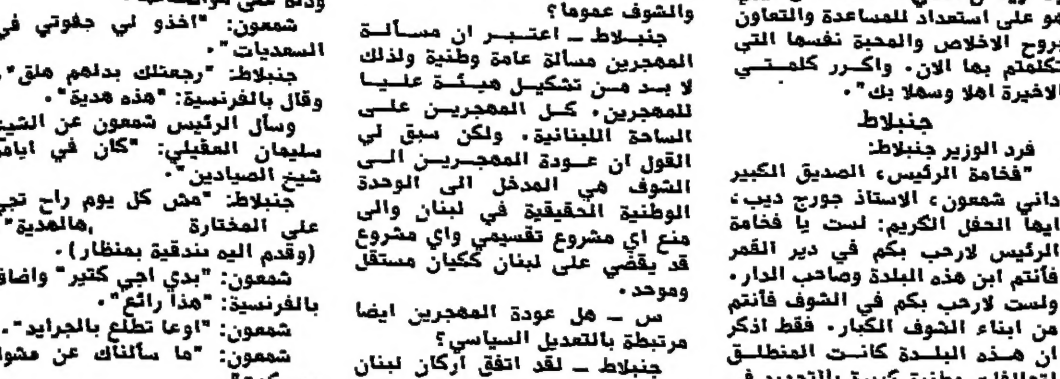 هو على استعداد للمساعدة والتعاون
بروح الاخلاص والمحبة نفسها التي
تكلمتم بها الان. واكرر كلمتي
الاخيرة اهلا وسهلا بك".
جنبلاط
فرد الوزير جنبلاط:
"فخامة الرئيس، الصديق الكبير
داني شمعون، الاستاذ جورج ديب،
ايها الحفل الكريم: لست يا فخامة
الرئيس لارحب بكم في دير القمر
فأنتم ابن هذه البلدة وصاحب الدار.
ولست لارحب بكم في الشوف فأنتم
من ابناء الشوف الكبار. فقط اذكر
ان هذه البلدة كانت المنطلق
والشوف عموما؟
جنبلاط ــ اعتبر ان مسألة
المهجرين مسألة عامة وطنية ولذلك
لا بد من تشكيل هيئة عليا
للمهجرين. كل المهجرين على
الساحة اللبنانية. ولكن سبق لي
القول ان عودة المهجرين الى
الشوف هي المدخل الى الوحدة
الوطنية الحقيقية في لبنان والى
منع اي مشروع تقسيمي واي مشروع
قد يقضي على لبنان ككيان مستقل
وموحد.
س ــ هل عودة المهجرين ايضا
مرتبطة بالتعديل السياسي؟
جنبلاط ــ لقد اتفق أركان لبنان
شمعون: "اخذو لي جفوتي في
السعديات".
جنبلاط: "رجعنلك بدلهم هلق".
وقال بالفرنسية: "هذه هدية".
وسأل الرئيس شمعون عن الشيخ
سليمان العقيلي: "كان في ايامي
شيخ الصيادين".
جنبلاط: "مش كل يوم راح تجي
على المختارة ,هالهدية"
(وقدم اليه بندقية بمنظار).
شمعون: "بدي اجي كتير" واضاف
بالفرنسية: "هذا رائع".
شمعون: "اوعا تطلع بالجرايد".
شمعون: "ما سألناك عن مشوار